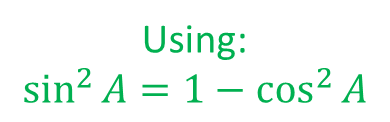 Using:
sin² A = 1 − cos² A